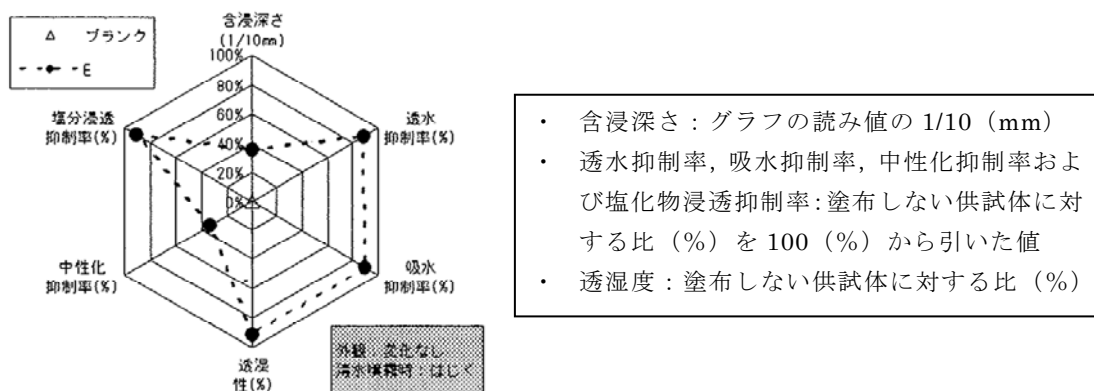 △ ブランク
E
含浸深さ
(1/10mm)
100%
80%
60%
40%
20%
0%
塩分浸透
抑制率(%)
透水
抑制率(%)
中性化
抑制率(%)
吸水
抑制率(%)
透湿
性(%)
外観：変化なし
清水噴霧時：はじく
・ 含浸深さ：グラフの読み値の 1/10（mm）
・ 透水抑制率，吸水抑制率，中性化抑制率およ
び塩化物浸透抑制率：塗布しない供試体に対
する比（％）を 100（％）から引いた値
・ 透湿度：塗布しない供試体に対する比（％）